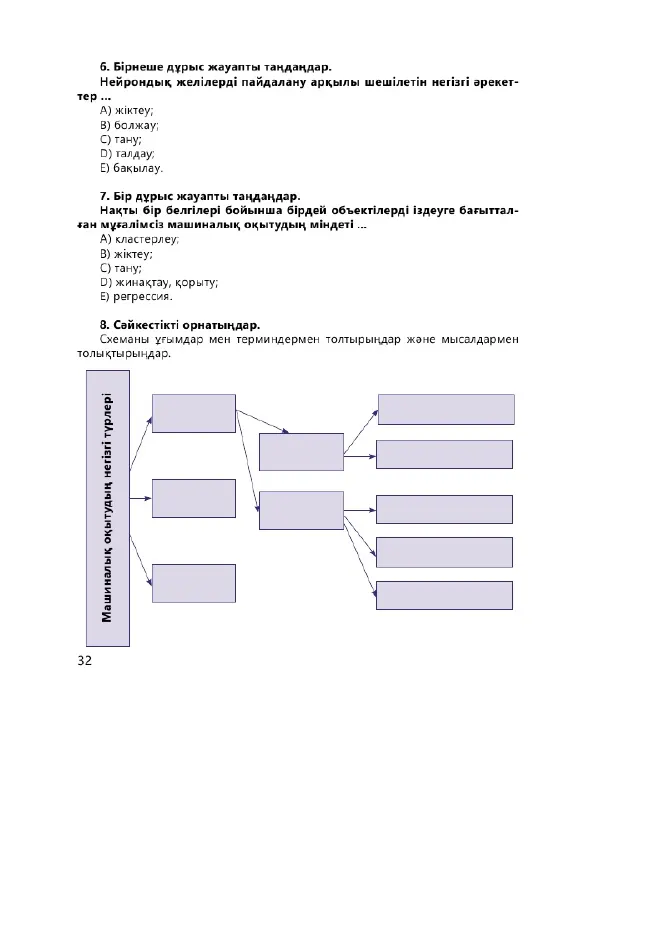 6. Бірнеше дұрыс жауапты таңдаңдар.
Нейрондық желілерді пайдалану арқылы шешілетін негізгі әрекет-
тер ...
A) жіктеу;
B) болжау;
C) тану;
D) талдау;
E) бақылау.
7. Бір дұрыс жауапты таңдаңдар.
Нақты бір белгілері бойынша бірдей объектілерді іздеуге бағыттал-
ған мұғалімсіз машиналық оқытудың міндеті ...
A) кластерлеу;
B) жіктеу;
C) тану;
D) жинақтау, қорыту;
E) регрессия.
8. Сәйкестікті орнатыңдар.
Схеманы ұғымдар мен терминдермен толтырыңдар және мысалдармен
толықтырыңдар.
Машиналық оқытудың негізгі түрлері
32